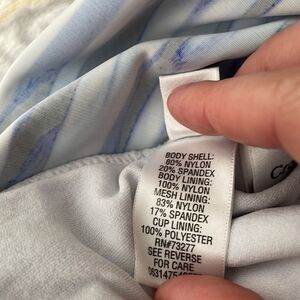 BODY SHELL:
80% NYLON
20% SPANDEX
BODY LINING:
100% NYLON
MESH LINING:
83% NYLON
17% SPANDEX
CUP LINING:
100% POLYESTER
RN#73277
SEE REVERSE
FOR CARE